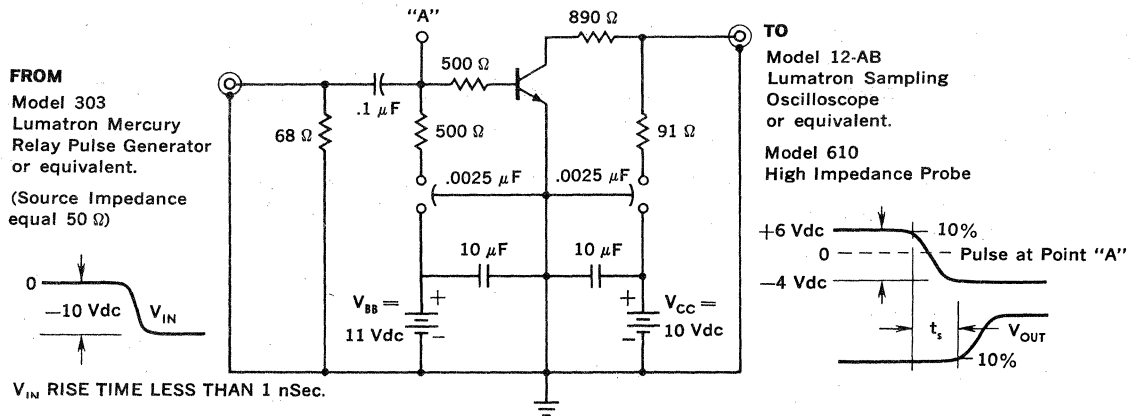 "A"
890 Ω
TO
Model 12-AB
Lumatron Sampling
Oscilloscope
or equivalent.
Model 610
High Impedance Probe
FROM
Model 303
Lumatron Mercury
Relay Pulse Generator
or equivalent.
(Source Impedance
equal 50 Ω)
500 Ω
.1 μF
68 Ω
500 Ω
91 Ω
.0025 μF
.0025 μF
10 μF
10 μF
+
V_BB =
11 Vdc
−
+
V_CC =
10 Vdc
−
0
−10 Vdc
V_IN
V_IN RISE TIME LESS THAN 1 nSec.
+6 Vdc
10%
0
Pulse at Point "A"
−4 Vdc
t_s
V_OUT
10%